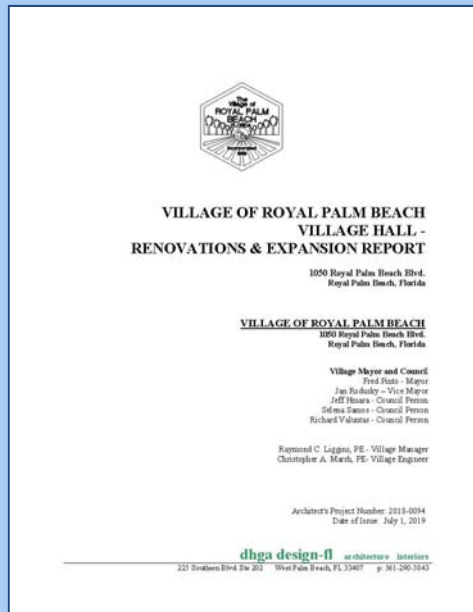 The
Village of
ROYAL PALM
BEACH
FLORIDA
Incorporated
1959
VILLAGE OF ROYAL PALM BEACH
VILLAGE HALL -
RENOVATIONS & EXPANSION REPORT
1050 Royal Palm Beach Blvd.
Royal Palm Beach, Florida
VILLAGE OF ROYAL PALM BEACH
1050 Royal Palm Beach Blvd.
Royal Palm Beach, Florida
Village Mayor and Council
Fred Pinto - Mayor
Jan Rodusky – Vice Mayor
Jeff Hmara - Council Person
Selena Samios - Council Person
Richard Valuntas - Council Person
Raymond C. Liggins, PE - Village Manager
Christopher A. Marsh, PE- Village Engineer
Architect's Project Number: 2018-0094
Date of Issue: July 1, 2019
dhga design-fl architecture interiors
225 Southern Blvd. Ste 202 West Palm Beach, FL 33407 p: 561-290-3843